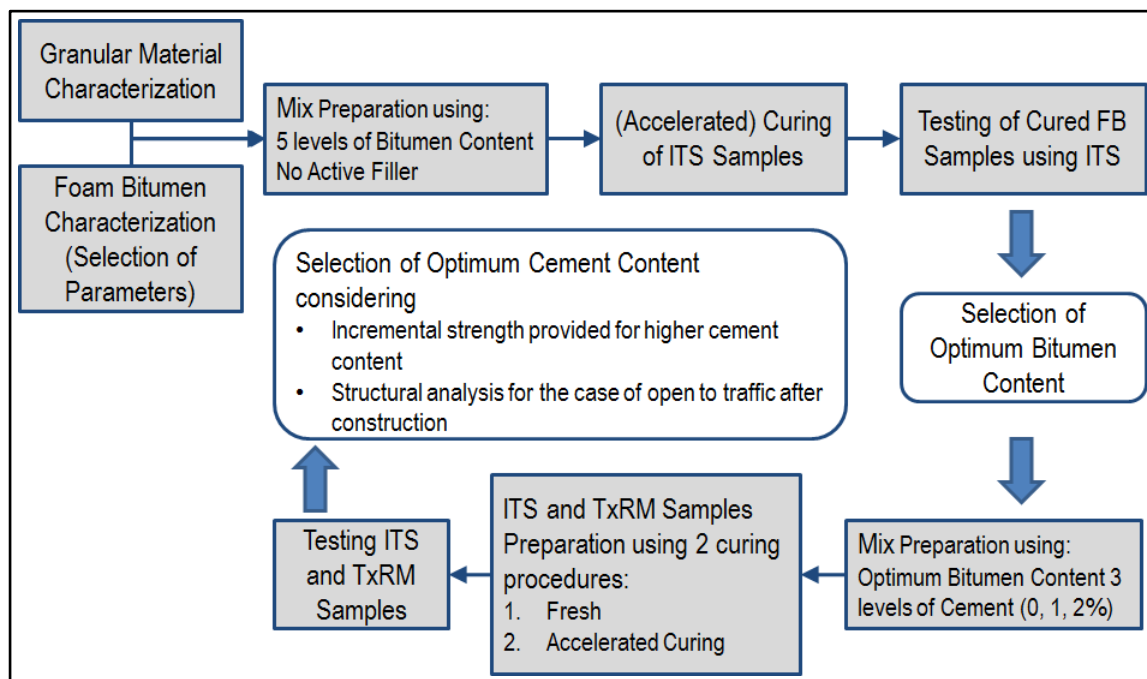 Granular Material
Characterization
Foam Bitumen
Characterization
(Selection of
Parameters)
Mix Preparation using:
5 levels of Bitumen Content
No Active Filler
(Accelerated) Curing
of ITS Samples
Testing of Cured FB
Samples using ITS
Selection of
Optimum Bitumen
Content
Mix Preparation using:
Optimum Bitumen Content 3
levels of Cement (0, 1, 2%)
ITS and TxRM Samples
Preparation using 2 curing
procedures:
1. Fresh
2. Accelerated Curing
Testing ITS
and TxRM
Samples
Selection of Optimum Cement Content
considering
• Incremental strength provided for higher cement
content
• Structural analysis for the case of open to traffic after
construction